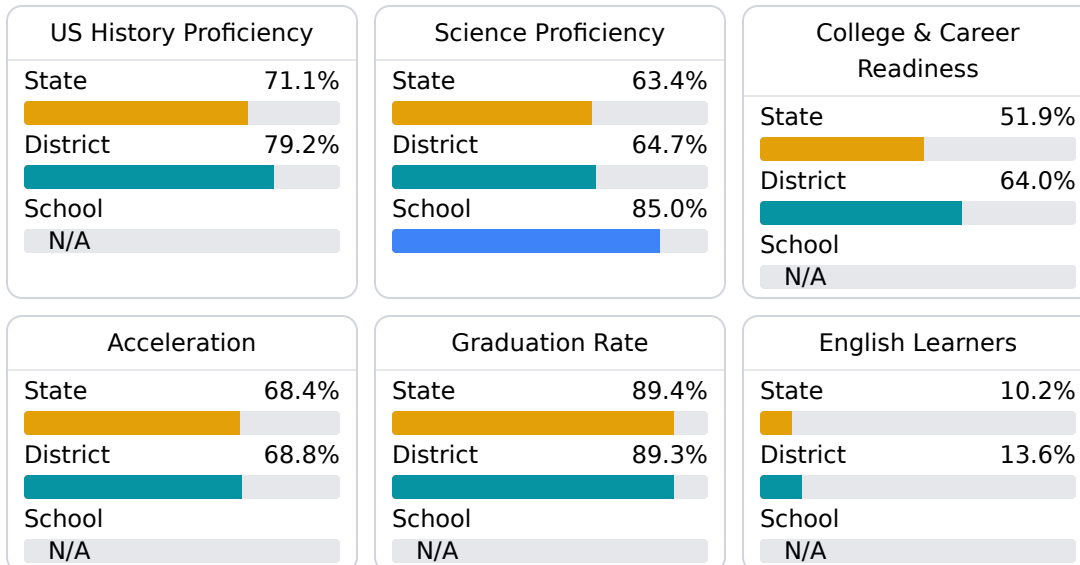 US History Proficiency
State 71.1%
District 79.2%
School
N/A
Science Proficiency
State 63.4%
District 64.7%
School 85.0%
College & Career
Readiness
State 51.9%
District 64.0%
School
N/A
Acceleration
State 68.4%
District 68.8%
School
N/A
Graduation Rate
State 89.4%
District 89.3%
School
N/A
English Learners
State 10.2%
District 13.6%
School
N/A